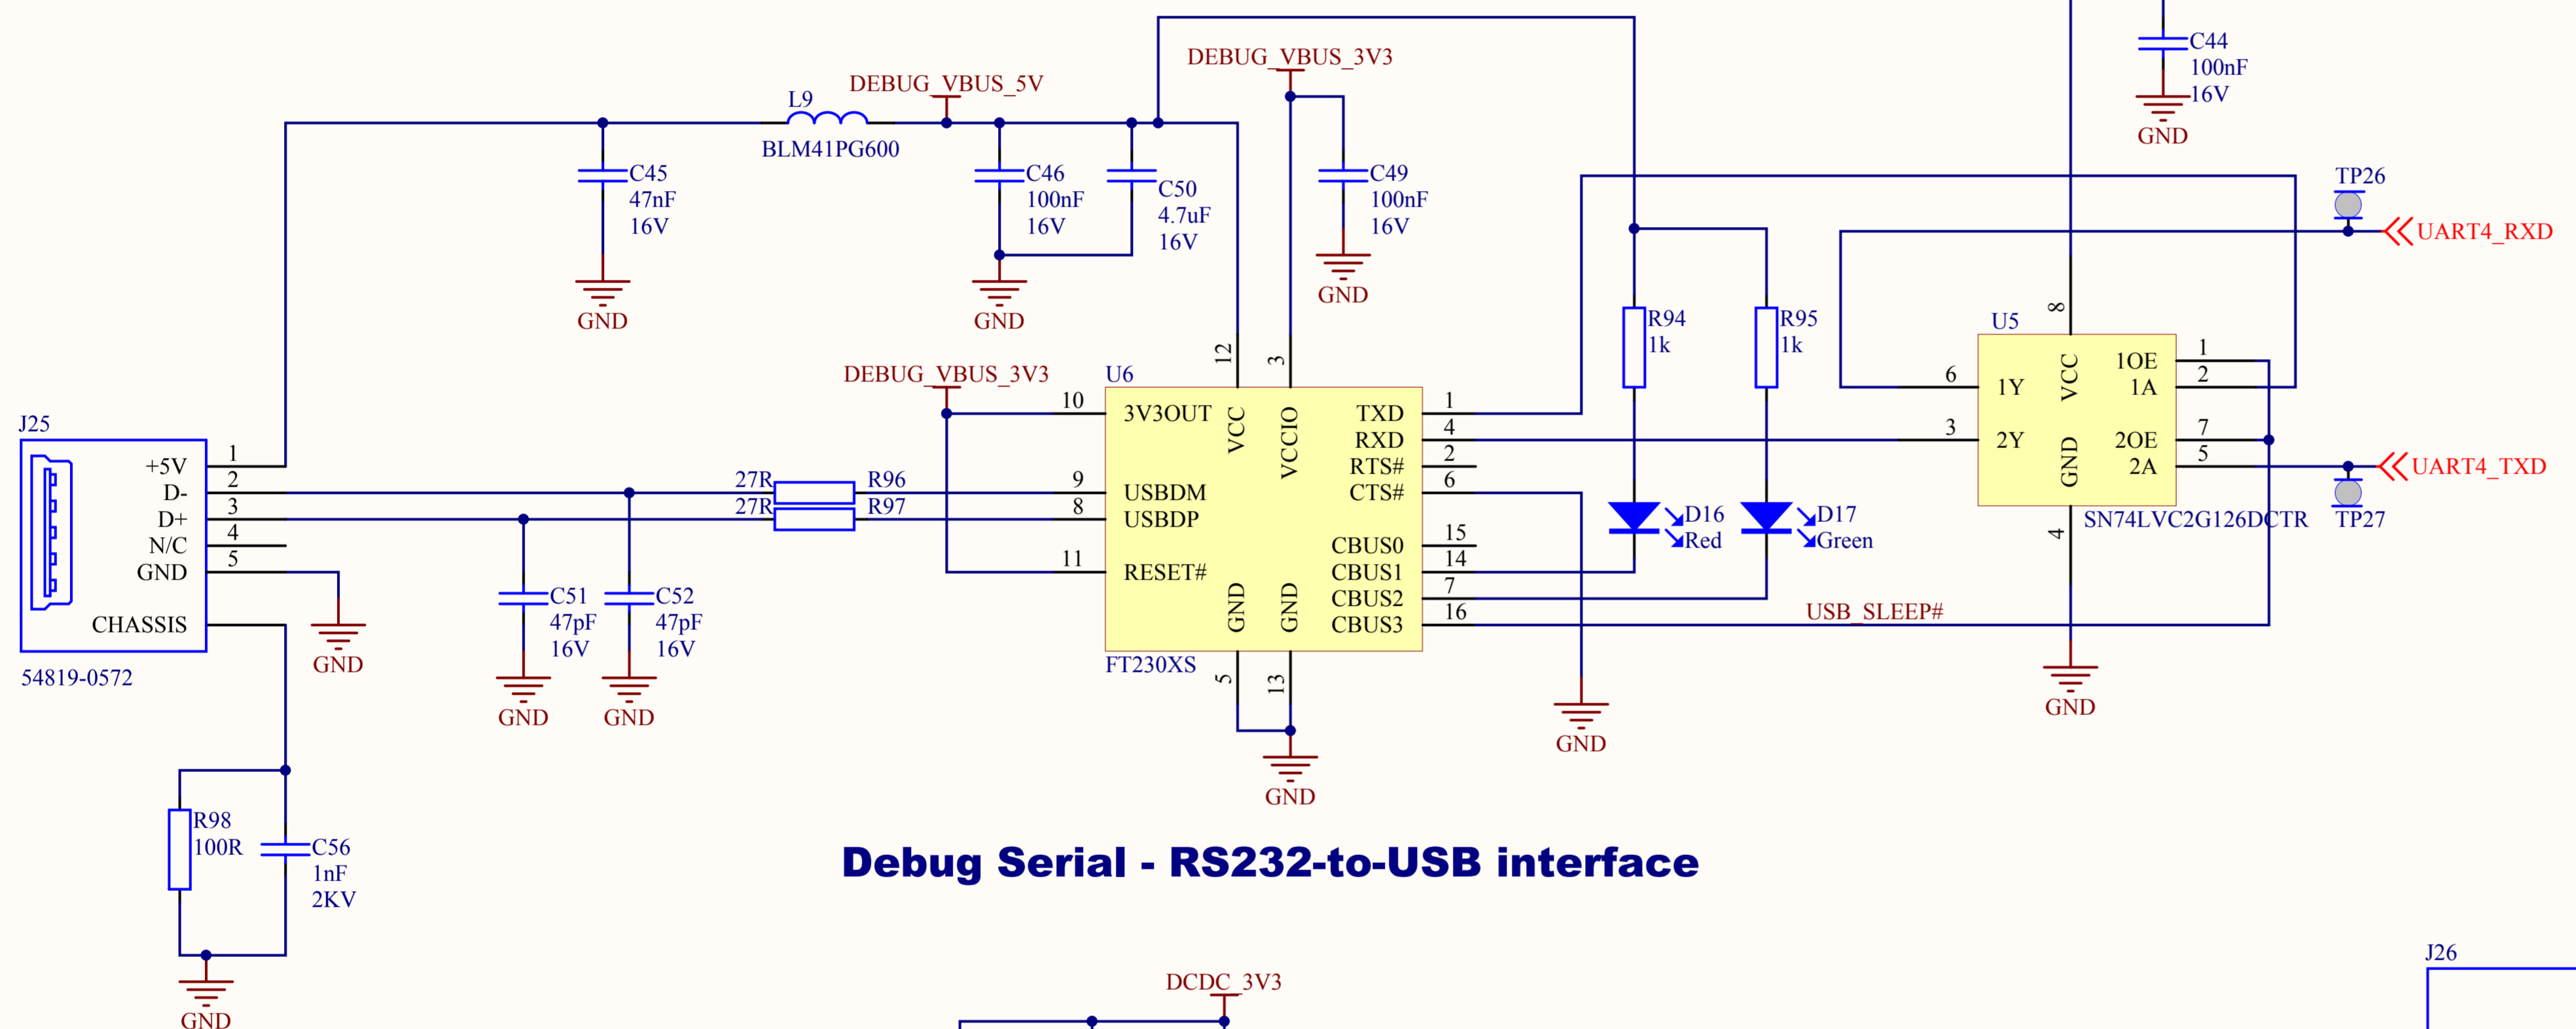 C44
100nF
16V
GND
DEBUG_VBUS_5V
DEBUG_VBUS_3V3
L9
BLM41PG600
C45
47nF
16V
GND
C46
100nF
16V
GND
C50
4.7uF
16V
C49
100nF
16V
GND
TP26
UART4_RXD
R94
1k
R95
1k
DEBUG_VBUS_3V3
U6
12
3
10 3V3OUT
VCC
VCCIO
TXD 1
RXD 4
RTS# 2
CTS# 6
9 USBDM
8 USBDP
11 RESET#
CBUS0 15
CBUS1 14
CBUS2 7
CBUS3 16
GND
GND
FT230XS
5
13
GND
GND
27R R96
27R R97
J25
+5V 1
D- 2
D+ 3
N/C 4
GND 5
CHASSIS
54819-0572
GND
C51
47pF
16V
GND
C52
47pF
16V
GND
D16
Red
D17
Green
USB_SLEEP#
U5
8
6 1Y
VCC
1OE 1
1A 2
3 2Y
GND
2OE 7
2A 5
4
SN74LVC2G126DCTR
GND
UART4_TXD
TP27
R98
100R
C56
1nF
2KV
GND
Debug Serial - RS232-to-USB interface
DCDC_3V3
J26